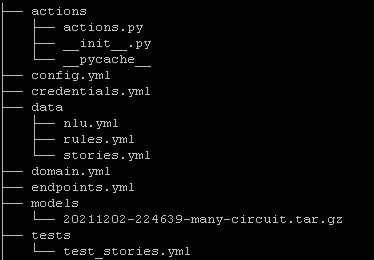 ├── actions
│   ├── actions.py
│   ├── __init__.py
│   └── __pycache__
├── config.yml
├── credentials.yml
├── data
│   ├── nlu.yml
│   ├── rules.yml
│   └── stories.yml
├── domain.yml
├── endpoints.yml
├── models
│   └── 20211202-224639-many-circuit.tar.gz
├── tests
│   └── test_stories.yml